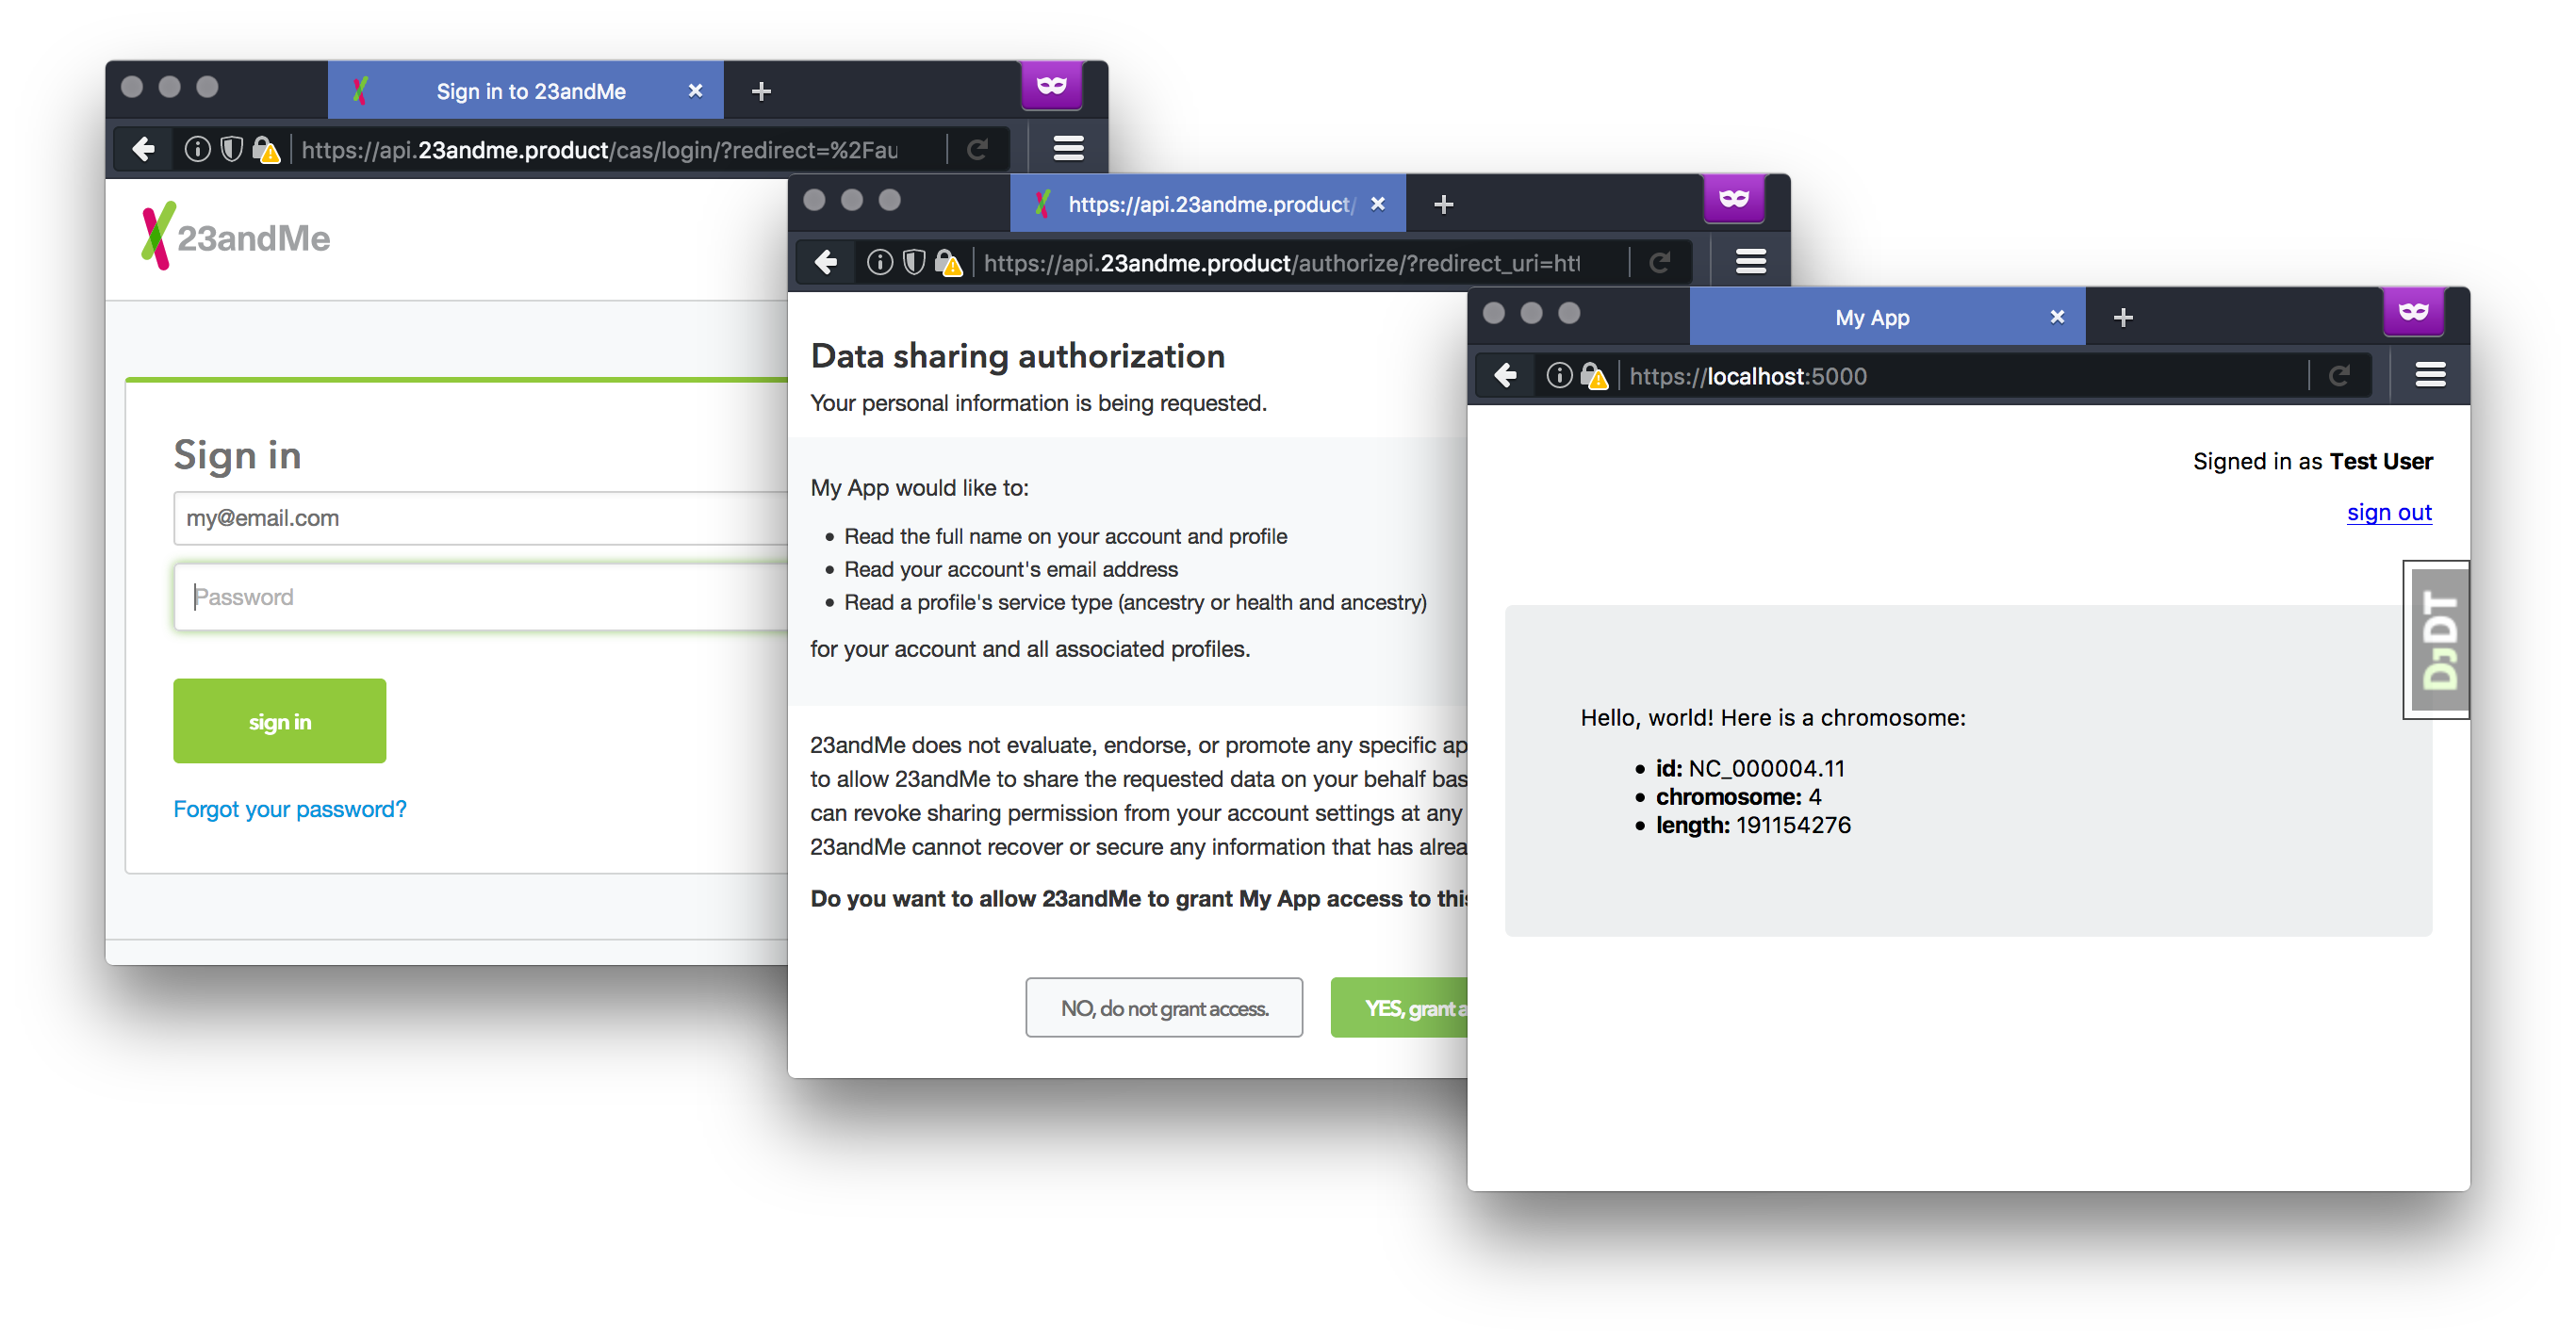 Sign in to 23andMe
https://api.23andme.product/cas/login/?redirect=%2Fau
23andMe
Sign in
my@email.com
Password
sign in
Forgot your password?
https://api.23andme.product/
https://api.23andme.product/authorize/?redirect_uri=htt
Data sharing authorization
Your personal information is being requested.
My App would like to:
• Read the full name on your account and profile
• Read your account's email address
• Read a profile's service type (ancestry or health and ancestry)
for your account and all associated profiles.
23andMe does not evaluate, endorse, or promote any specific ap
to allow 23andMe to share the requested data on your behalf bas
can revoke sharing permission from your account settings at any
23andMe cannot recover or secure any information that has alrea
Do you want to allow 23andMe to grant My App access to this
NO, do not grant access.
YES, grant a
My App
https://localhost:5000
Signed in as Test User
sign out
DJDT
Hello, world! Here is a chromosome:
• id: NC_000004.11
• chromosome: 4
• length: 191154276